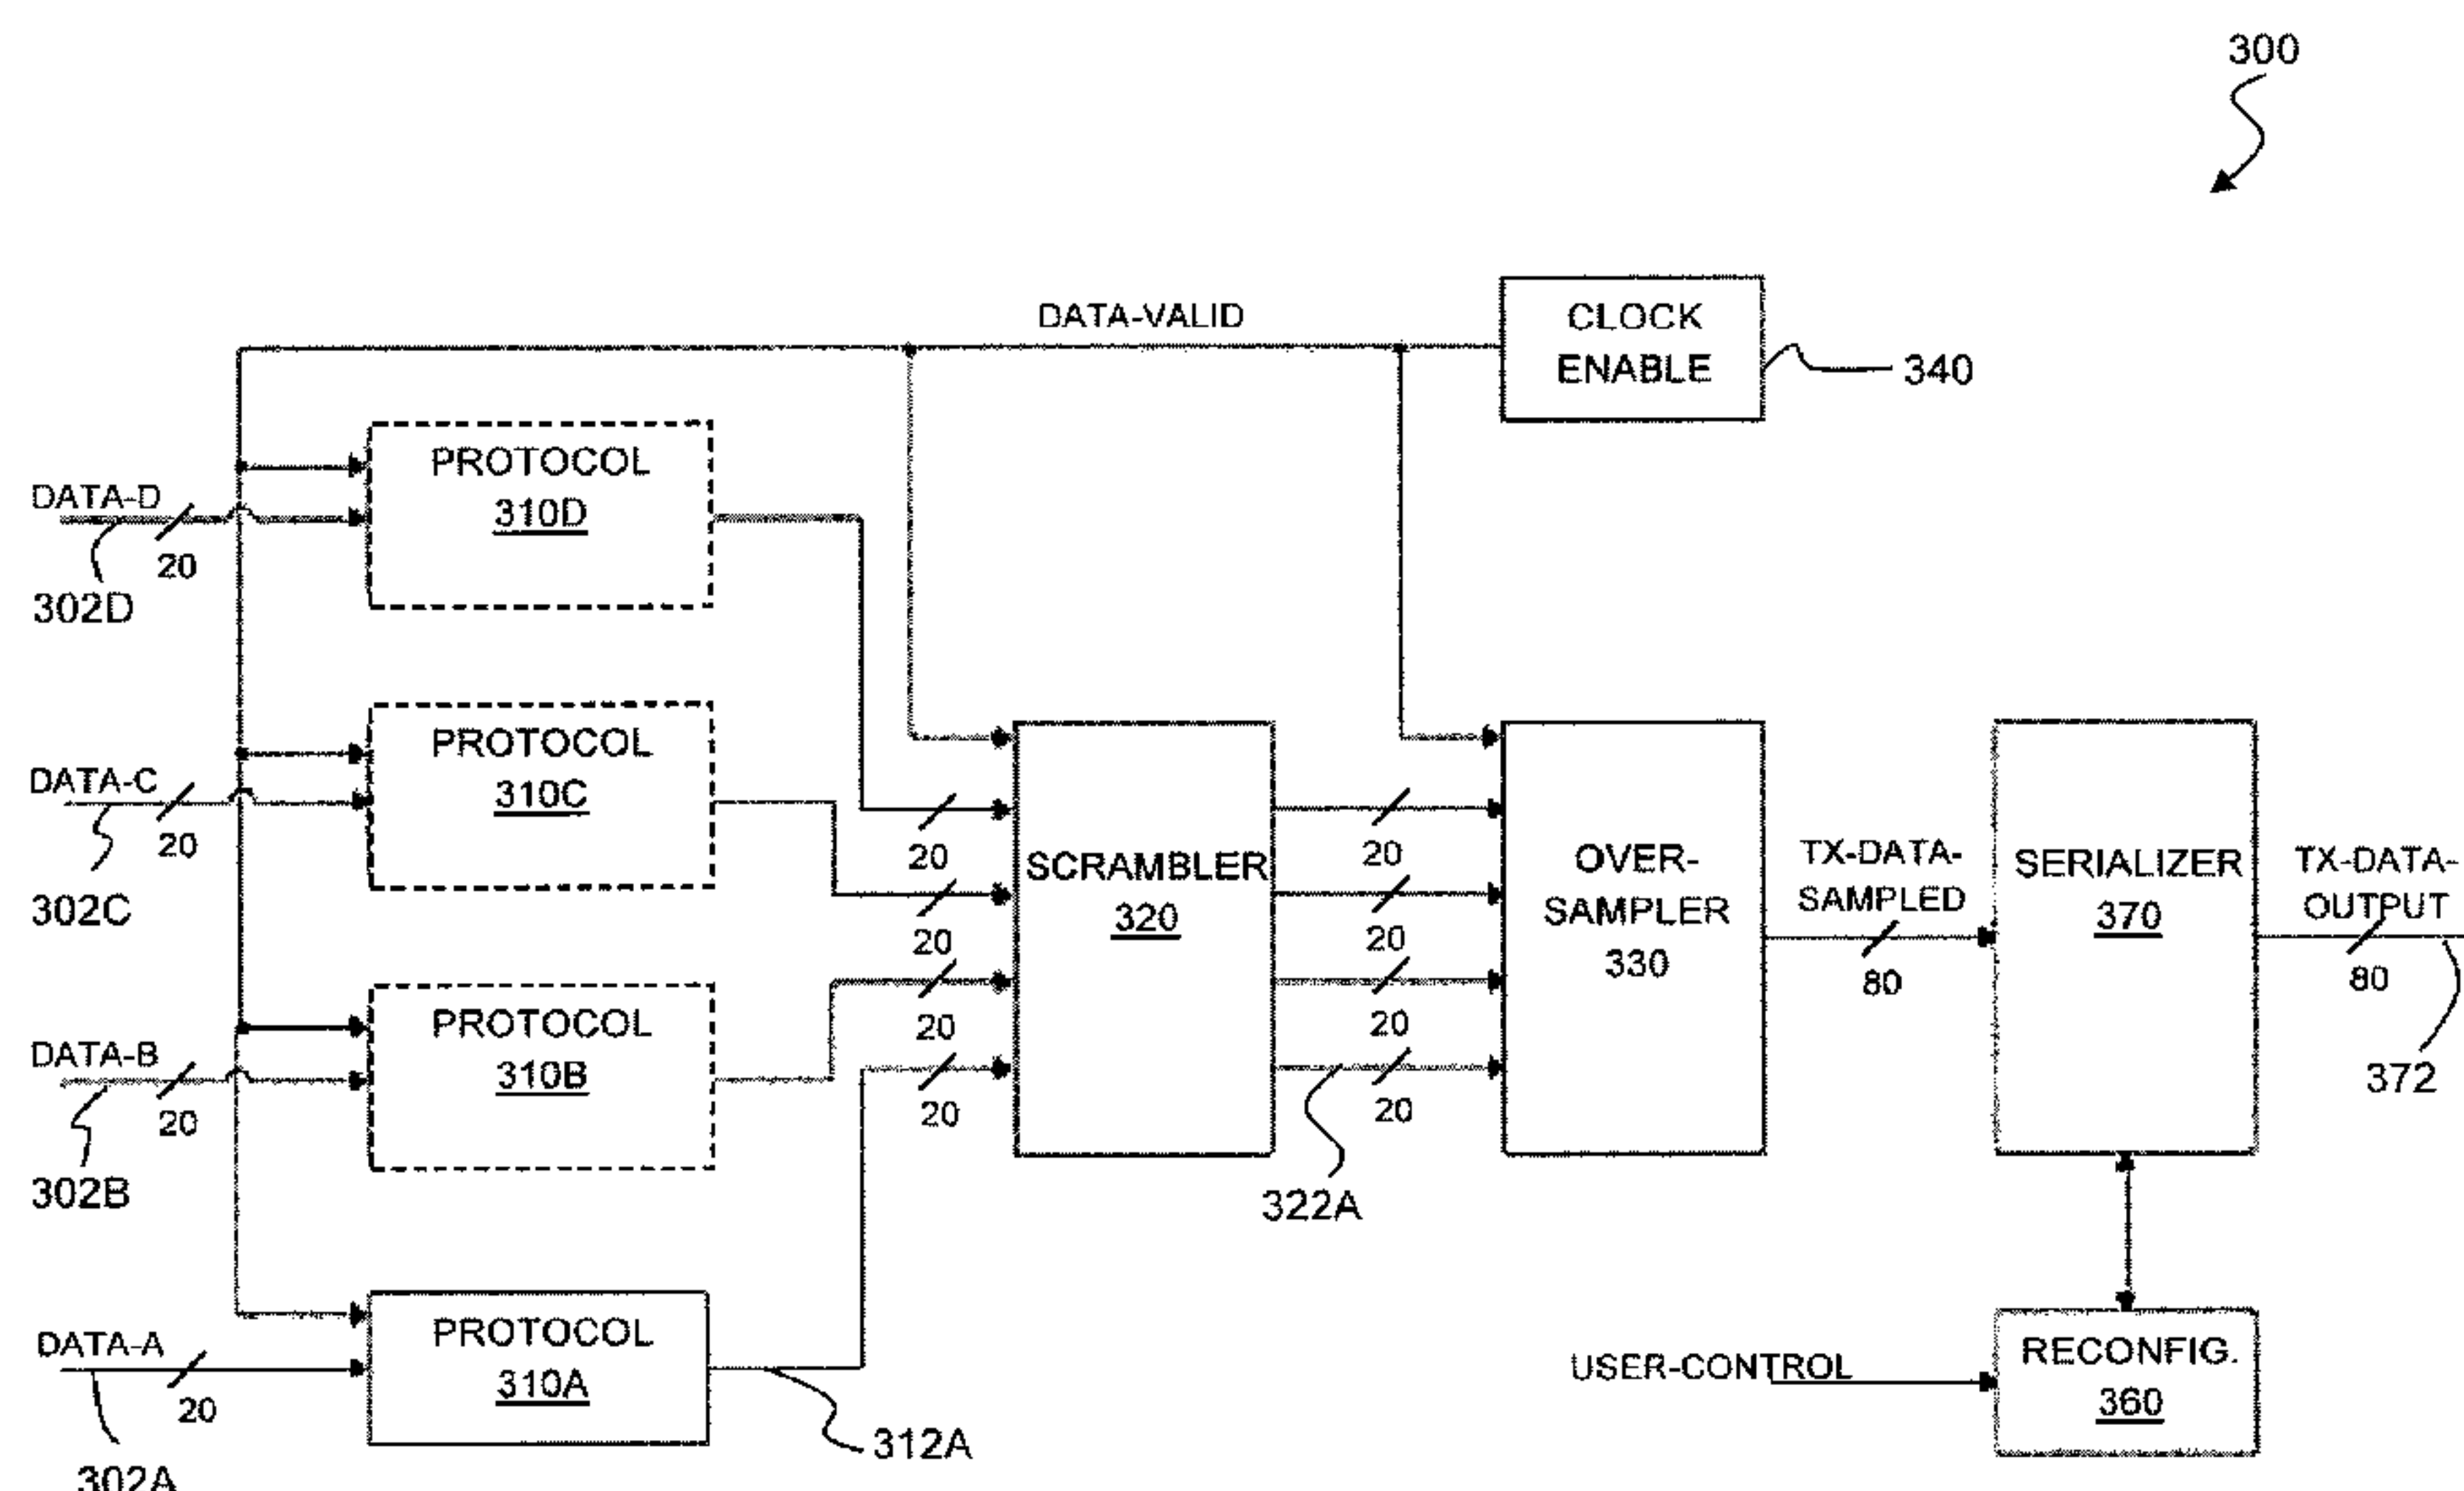 300
DATA-VALID
CLOCK
ENABLE
340
DATA-D
20
302D
PROTOCOL
310D
DATA-C
20
302C
PROTOCOL
310C
DATA-B
20
302B
PROTOCOL
310B
DATA-A
20
302A
PROTOCOL
310A
312A
20
20
20
20
SCRAMBLER
320
20
20
20
20
322A
OVER-
SAMPLER
330
TX-DATA-
SAMPLED
80
SERIALIZER
370
TX-DATA-
OUTPUT
80
372
USER-CONTROL
RECONFIG.
360